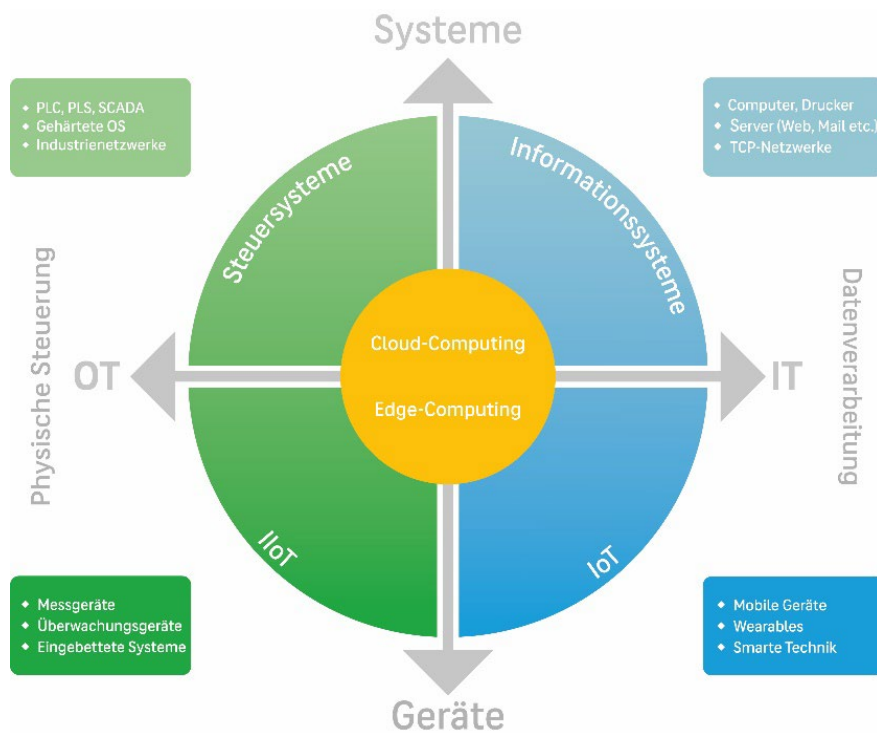 Systeme
◆ PLC, PLS, SCADA
◆ Gehärtete OS
◆ Industrienetzwerke
◆ Computer, Drucker
◆ Server (Web, Mail etc.)
◆ TCP-Netzwerke
Steuersysteme
Informationssysteme
Physische Steuerung
OT
Cloud-Computing
Edge-Computing
IT
Datenverarbeitung
IIoT
IoT
◆ Messgeräte
◆ Überwachungsgeräte
◆ Eingebettete Systeme
◆ Mobile Geräte
◆ Wearables
◆ Smarte Technik
Geräte